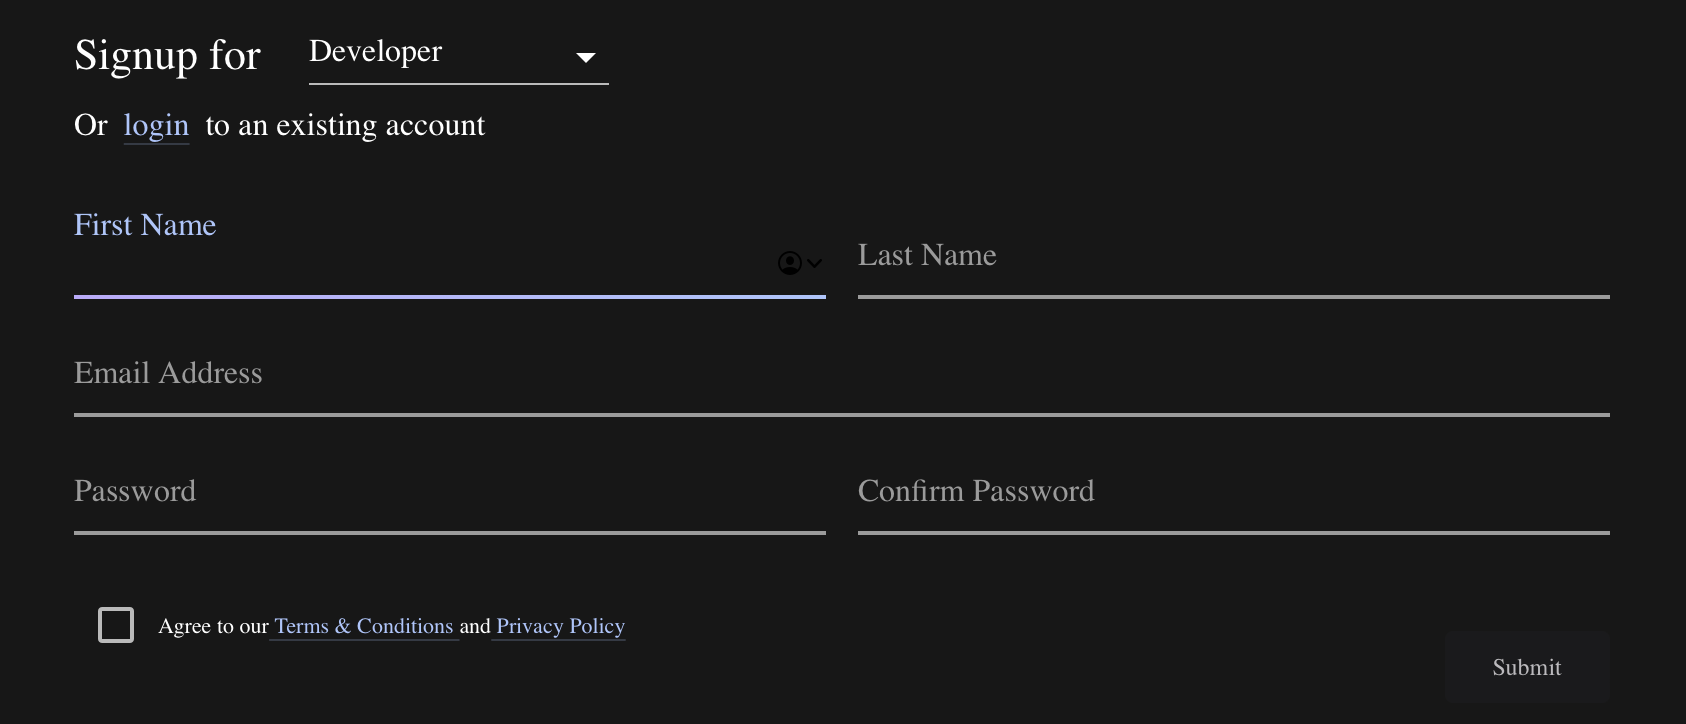 Signup for Developer
Or login to an existing account
First Name
Last Name
Email Address
Password
Confirm Password
Agree to our Terms & Conditions and Privacy Policy
Submit